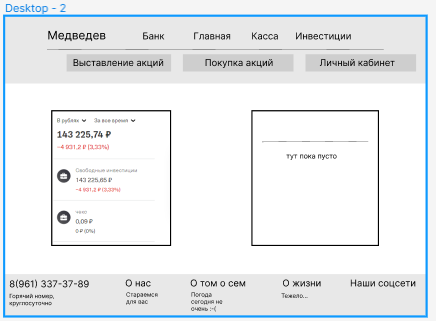 Desktop - 2
Медведев Банк Главная Касса Инвестиции
Выставление акций Покупка акций Личный кабинет
В рублях За все время
143 225,74 ₽
−4 931,2 ₽ (3,33%)
Свободные инвестиции
143 225,65 ₽
−4 931,2 ₽ (3,33%)
0,09 ₽
0 ₽ (0%)
тут пока пусто
8(961) 337-37-89
Горячий номер,
круглосуточно
О нас
Стараемся
для вас
О том о сем
Погода
сегодня не
очень :-(
О жизни
Тяжело...
Наши соцсети